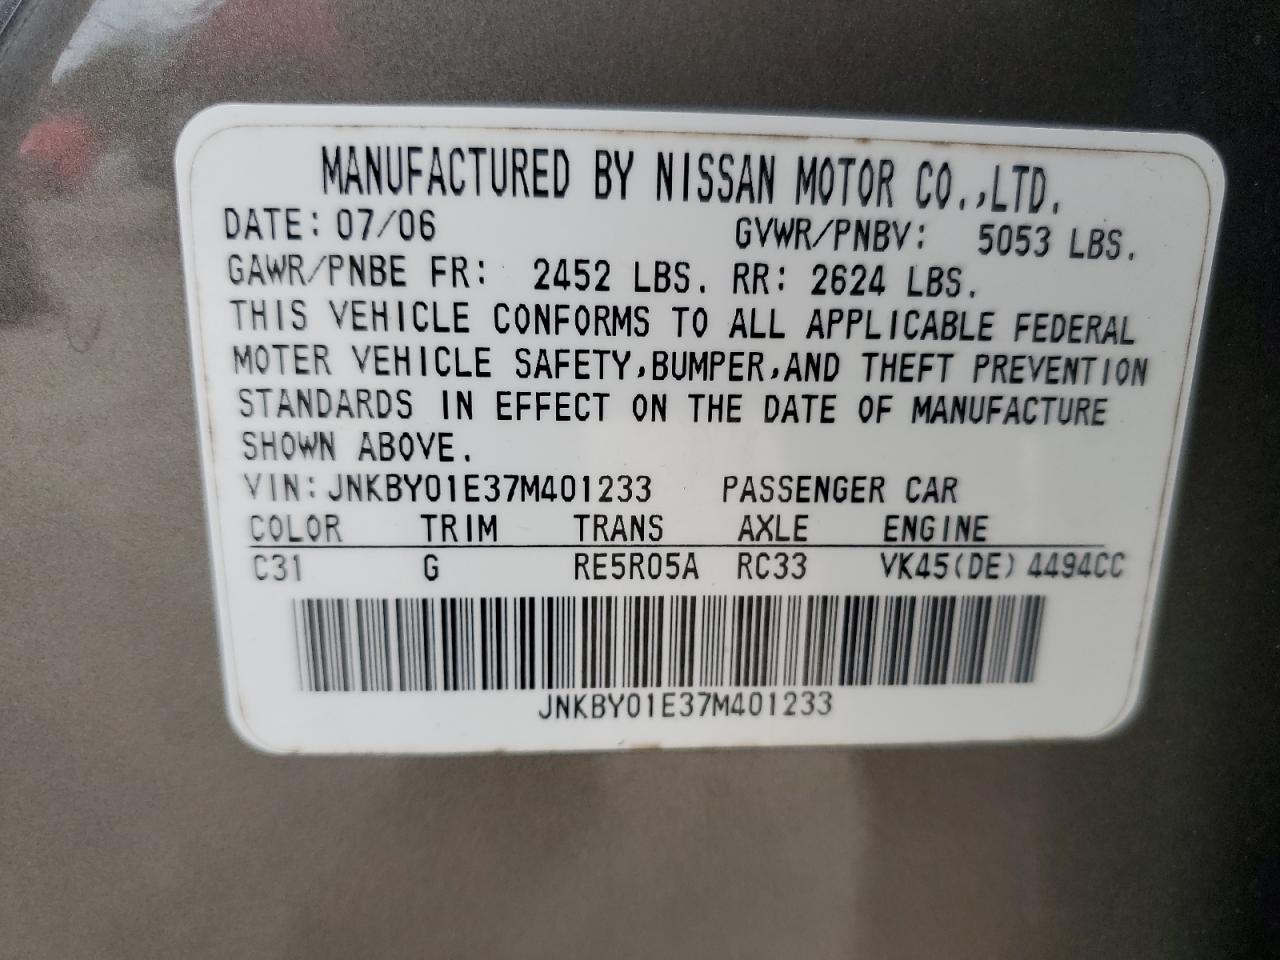 MANUFACTURED BY NISSAN MOTOR CO.,LTD.
DATE: 07/06 GVWR/PNBV: 5053 LBS.
GAWR/PNBE FR: 2452 LBS. RR: 2624 LBS.
THIS VEHICLE CONFORMS TO ALL APPLICABLE FEDERAL
MOTER VEHICLE SAFETY,BUMPER,AND THEFT PREVENTION
STANDARDS IN EFFECT ON THE DATE OF MANUFACTURE
SHOWN ABOVE.
VIN: JNKBY01E37M401233 PASSENGER CAR
COLOR TRIM TRANS AXLE ENGINE
C31 G RE5R05A RC33 VK45(DE) 4494CC
JNKBY01E37M401233